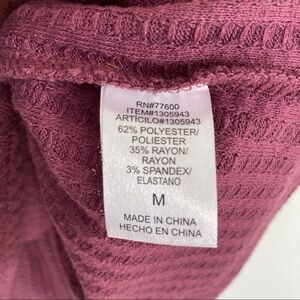 RN#77600
ITEM#1305943
ARTÍCILO#1305943
62% POLYESTER/
POLIESTER
35% RAYON/
RAYON
3% SPANDEX/
ELASTANO
M
MADE IN CHINA
HECHO EN CHINA